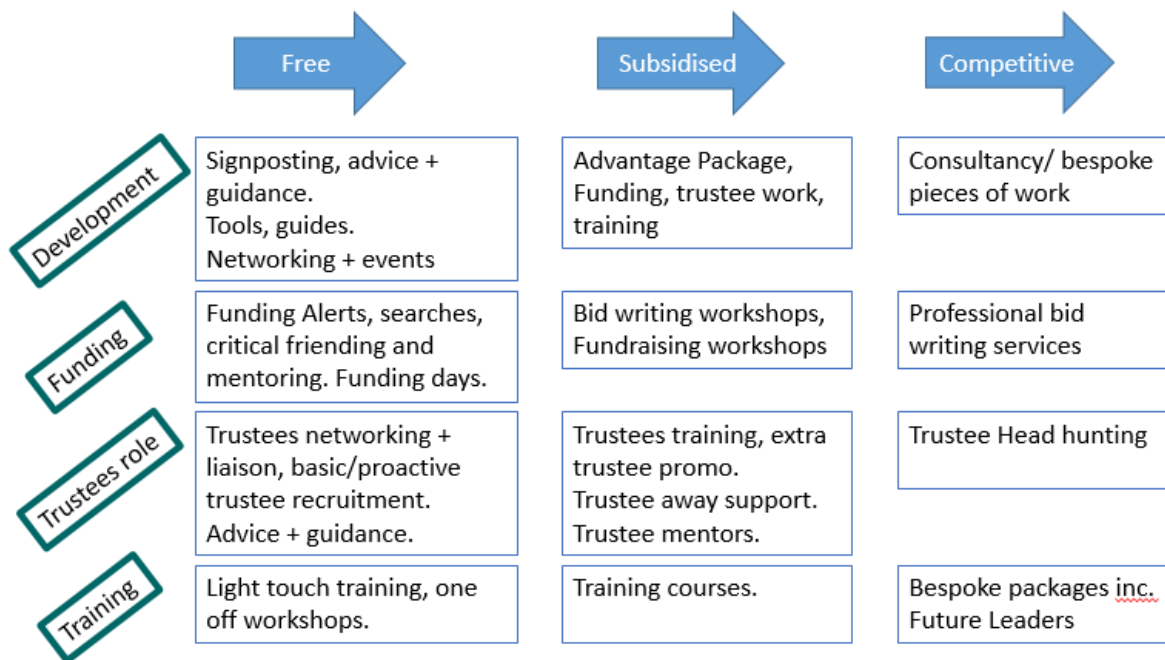 Free
Subsidised
Competitive
Development
Signposting, advice +
guidance.
Tools, guides.
Networking + events
Advantage Package,
Funding, trustee work,
training
Consultancy/ bespoke
pieces of work
Funding
Funding Alerts, searches,
critical friending and
mentoring. Funding days.
Bid writing workshops,
Fundraising workshops
Professional bid
writing services
Trustees role
Trustees networking +
liaison, basic/proactive
trustee recruitment.
Advice + guidance.
Trustees training, extra
trustee promo.
Trustee away support.
Trustee mentors.
Trustee Head hunting
Training
Light touch training, one
off workshops.
Training courses.
Bespoke packages inc.
Future Leaders